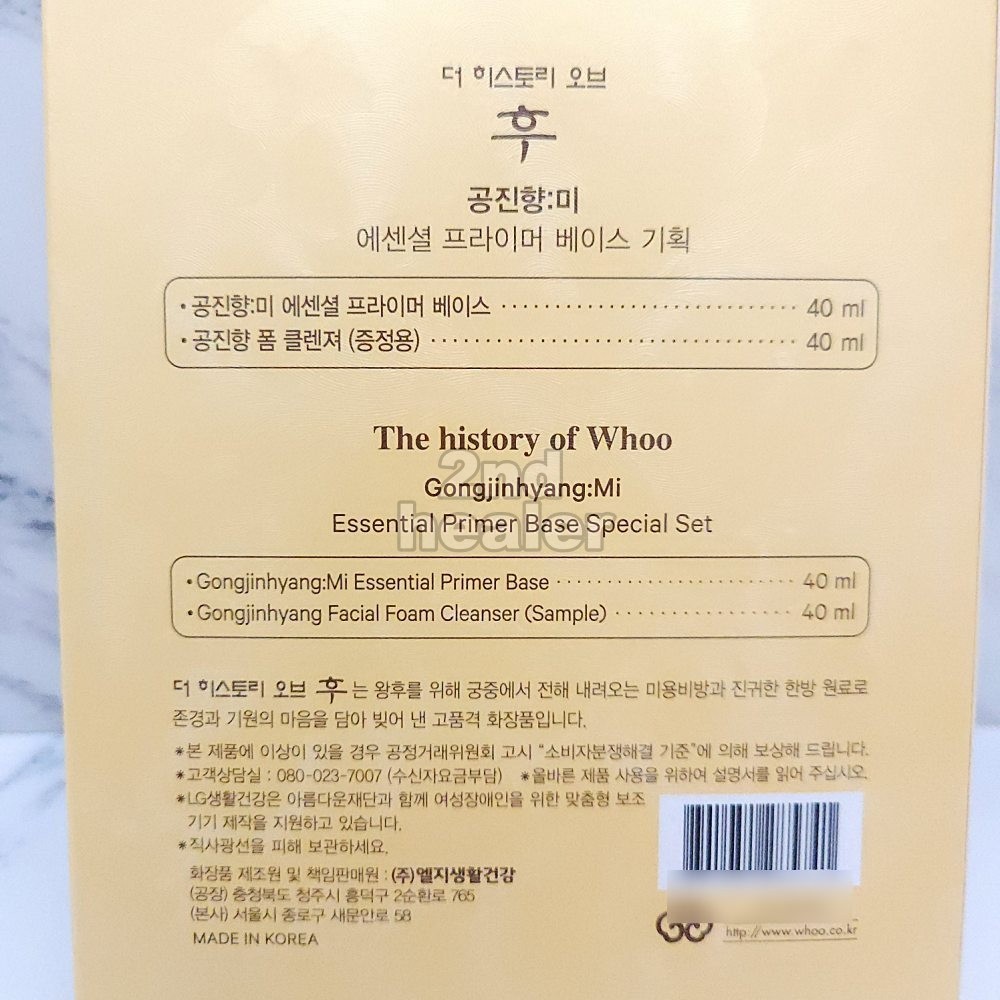 더 히스토리 오브
후
공진향:미
에센셜 프라이머 베이스 기획
• 공진향:미 에센셜 프라이머 베이스 ······························ 40 ml
• 공진향 폼 클렌져 (증정용) ······························ 40 ml
The history of Whoo
2nd
Gongjinhyang:Mi
healer
Essential Primer Base Special Set
• Gongjinhyang:Mi Essential Primer Base ························ 40 ml
• Gongjinhyang Facial Foam Cleanser (Sample) ·················· 40 ml
더 히스토리 오브 후는 왕후를 위해 궁중에서 전해 내려오는 미용비방과 진귀한 한방 원료로
존경과 기원의 마음을 담아 빚어 낸 고품격 화장품입니다.
*본 제품에 이상이 있을 경우 공정거래위원회 고시 “소비자분쟁해결 기준”에 의해 보상해 드립니다.
*고객상담실 : 080-023-7007 (수신자요금부담) *올바른 제품 사용을 위하여 설명서를 읽어 주십시오.
*LG생활건강은 아름다운재단과 함께 여성장애인을 위한 맞춤형 보조
기기 제작을 지원하고 있습니다.
*직사광선을 피해 보관하세요.
화장품 제조원 및 책임판매원 : (주)엘지생활건강
(공장) 충청북도 청주시 흥덕구 2순환로 765
(본사) 서울시 종로구 새문안로 58
MADE IN KOREA
http://www.whoo.co.kr